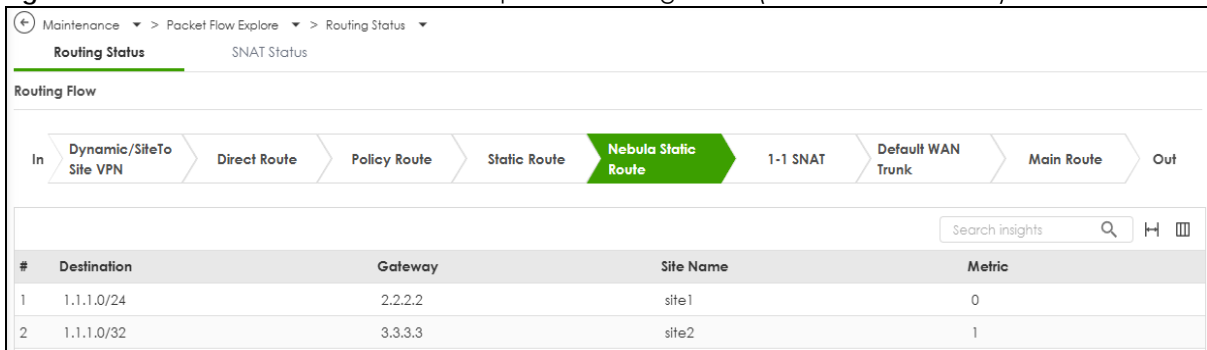 Maintenance > Packet Flow Explore > Routing Status
Routing Status SNAT Status
Routing Flow
In Dynamic/SiteTo Site VPN Direct Route Policy Route Static Route Nebula Static Route 1-1 SNAT Default WAN Trunk Main Route Out
Search insights
# Destination Gateway Site Name Metric
1 1.1.1.0/24 2.2.2.2 site1 0
2 1.1.1.0/32 3.3.3.3 site2 1